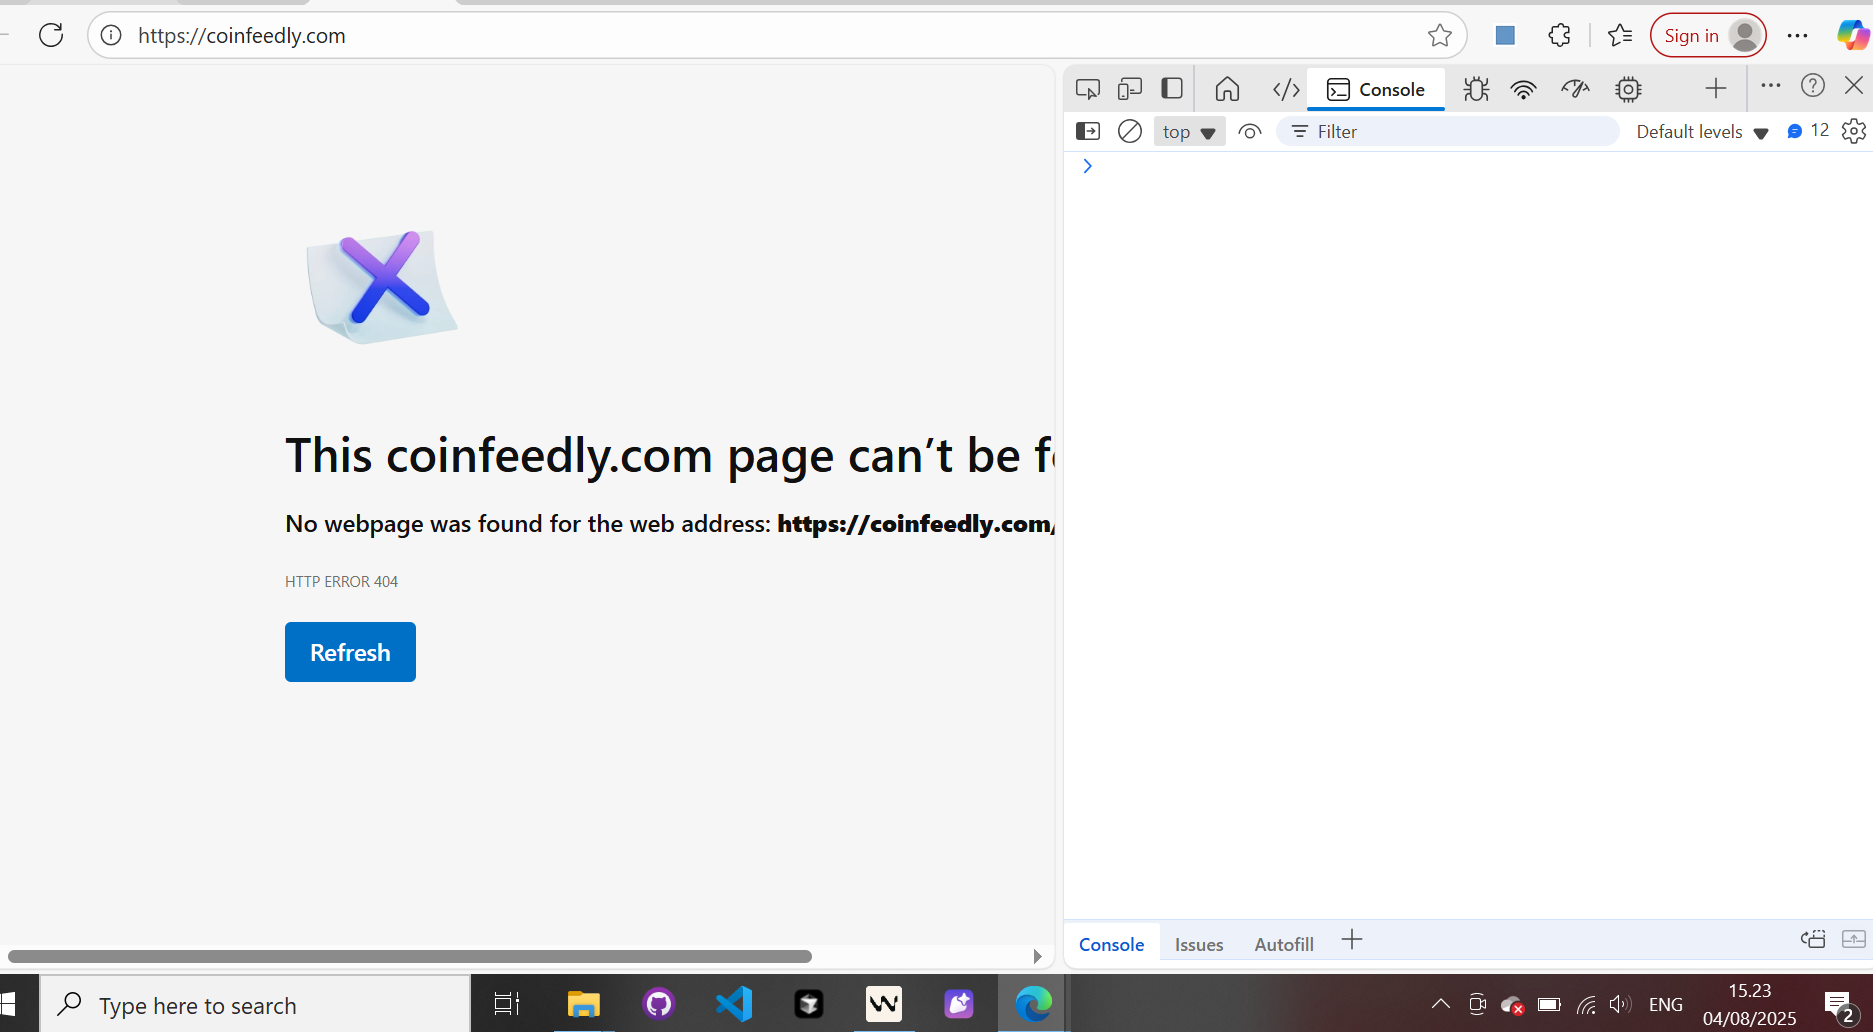 https://coinfeedly.com
Sign in
Console
top
Filter
Default levels
12
This coinfeedly.com page can’t be
No webpage was found for the web address: https://coinfeedly.com/
HTTP ERROR 404
Refresh
Console
Issues
Autofill
Type here to search
ENG
15.23
04/08/2025
2